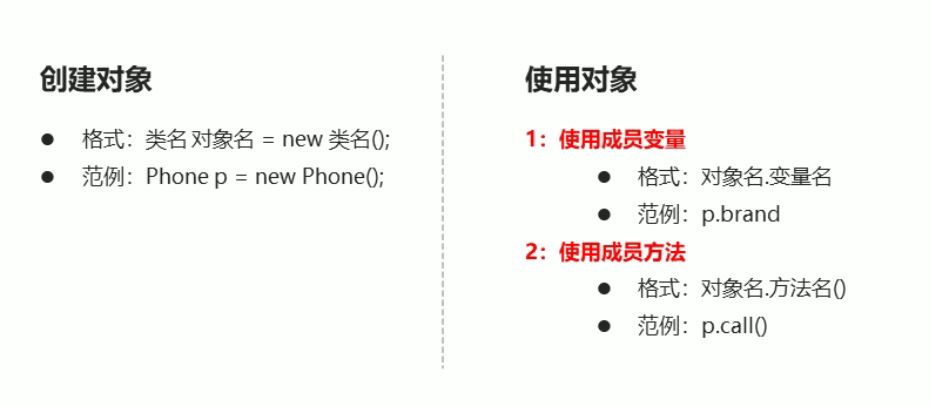 创建对象
● 格式：类名 对象名 = new 类名();
● 范例：Phone p = new Phone();
使用对象
1：使用成员变量
● 格式：对象名.变量名
● 范例：p.brand
2：使用成员方法
● 格式：对象名.方法名()
● 范例：p.call()